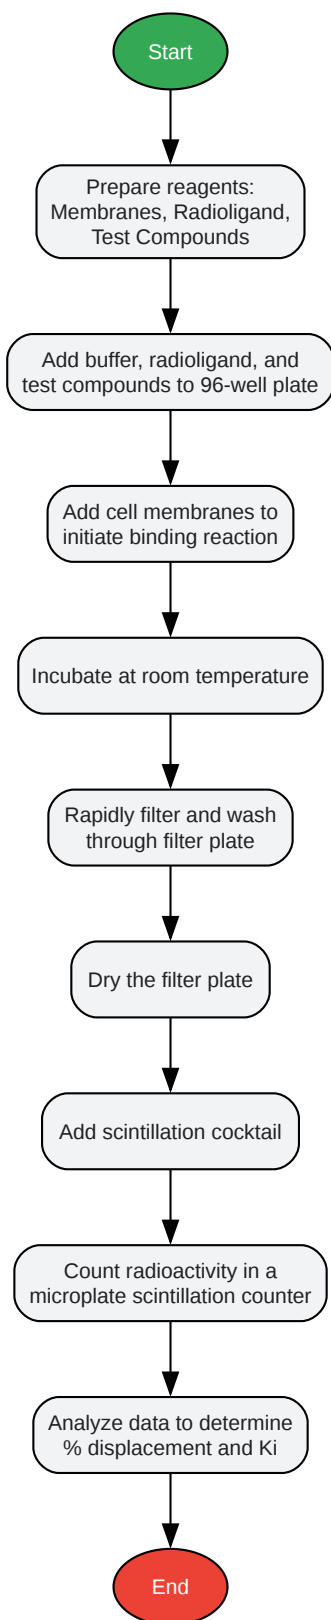 Start
Prepare reagents:
Membranes, Radioligand,
Test Compounds
Add buffer, radioligand, and
test compounds to 96-well plate
Add cell membranes to
initiate binding reaction
Incubate at room temperature
Rapidly filter and wash
through filter plate
Dry the filter plate
Add scintillation cocktail
Count radioactivity in a
microplate scintillation counter
Analyze data to determine
% displacement and Ki
End